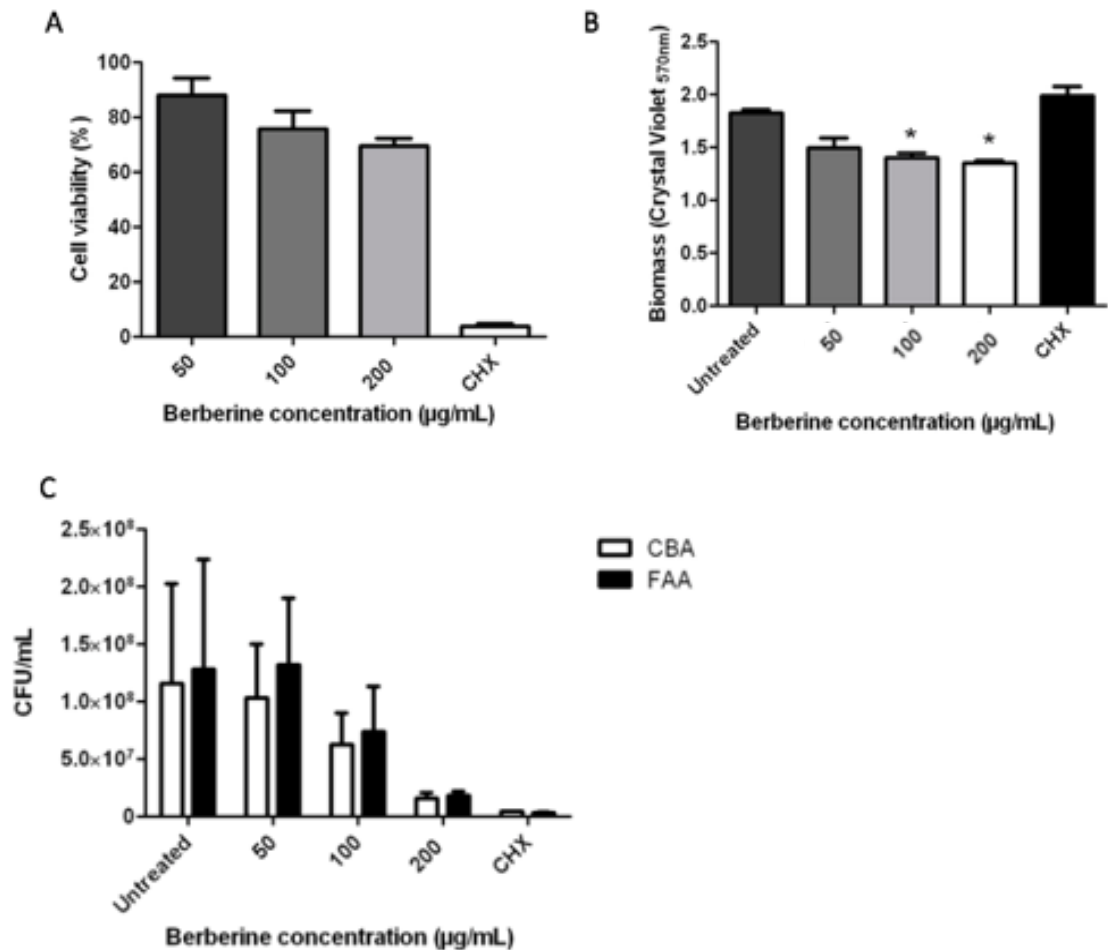 A
Cell viability (%)
100
80
60
40
20
0
50
100
200
CHX
Berberine concentration (µg/mL)
B
Biomass (Crystal Violet 570nm)
2.5
2.0
1.5
1.0
0.5
0.0
*
*
Untreated
50
100
200
CHX
Berberine concentration (µg/mL)
C
CFU/mL
2.5×10⁸
2.0×10⁸
1.5×10⁸
1.0×10⁸
5.0×10⁷
0
Untreated
50
100
200
CHX
Berberine concentration (µg/mL)
CBA
FAA